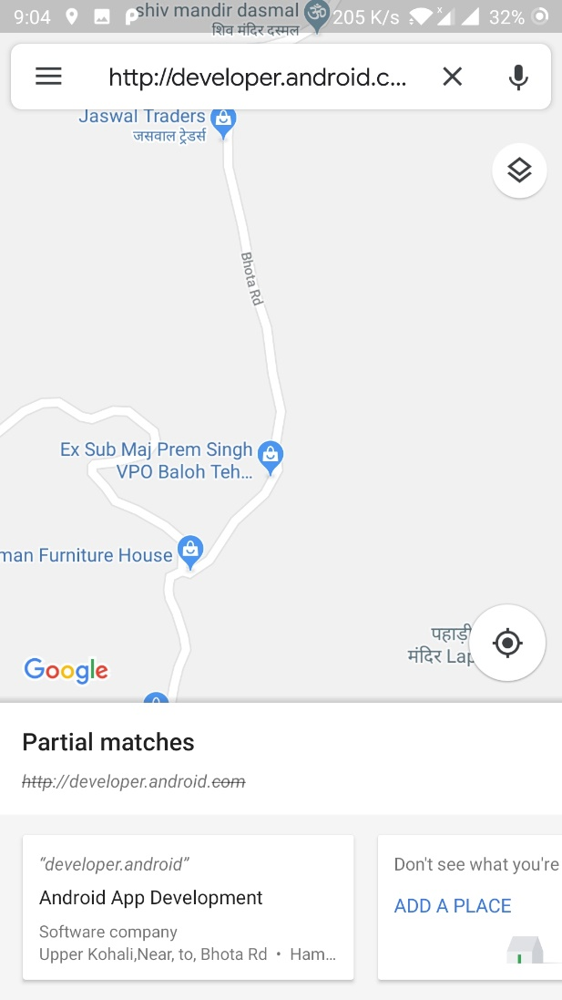 9:04
shiv mandir dasmal
205 K/s
32%
शिव मंदिर दस्मल
http://developer.android.c...
Jaswal Traders
जसवाल ट्रेडर्स
Bhota Rd
Ex Sub Maj Prem Singh
VPO Baloh Teh...
man Furniture House
पहाड़ी
मंदिर Lap
Google
Partial matches
http://developer.android.com
“developer.android”
Android App Development
Software company
Upper Kohali,Near, to, Bhota Rd • Ham...
Don't see what you're
ADD A PLACE